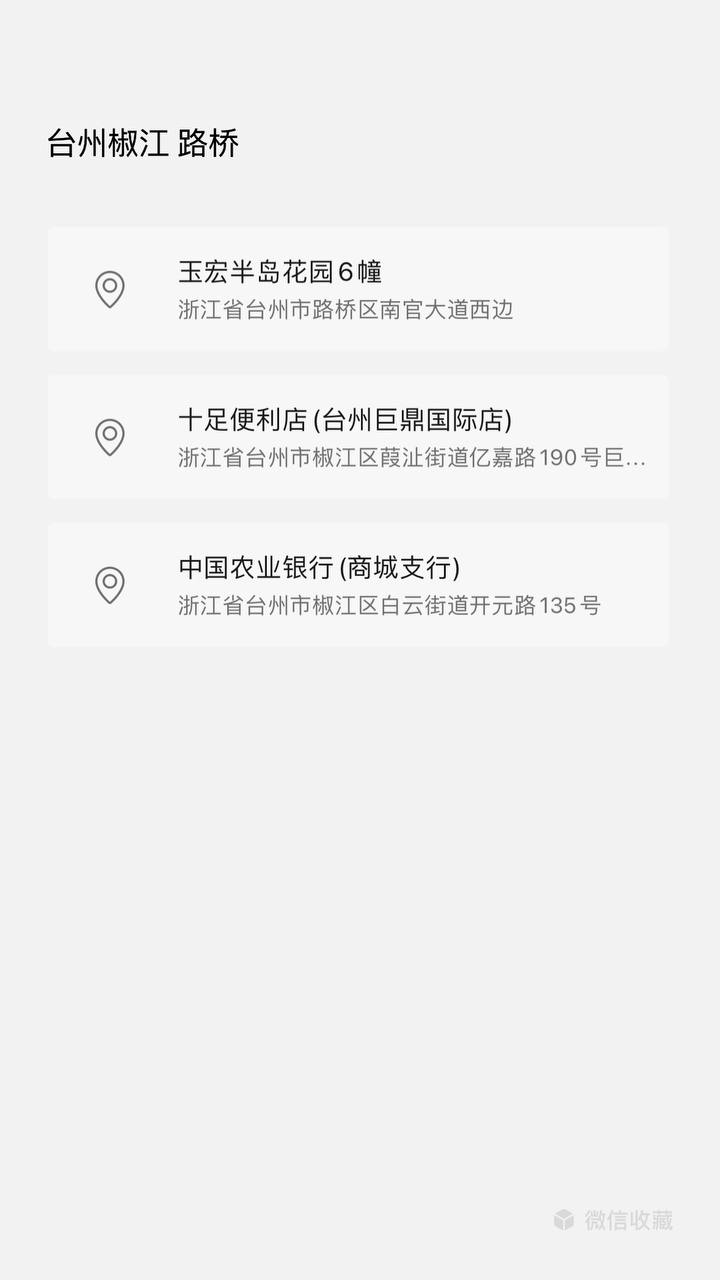 台州椒江 路桥
玉宏半岛花园6幢
浙江省台州市路桥区南官大道西边
十足便利店(台州巨鼎国际店)
浙江省台州市椒江区葭沚街道亿嘉路190号巨...
中国农业银行(商城支行)
浙江省台州市椒江区白云街道开元路135号
微信收藏